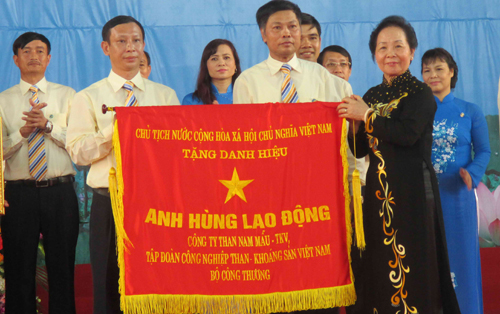 CHỦ TỊCH NƯỚC CỘNG HÒA XÃ HỘI CHỦ NGHĨA VIỆT NAM
TẶNG DANH HIỆU
ANH HÙNG LAO ĐỘNG
CÔNG TY THAN NAM MẪU - TKV,
TẬP ĐOÀN CÔNG NGHIỆP THAN - KHOÁNG SẢN VIỆT NAM
BỘ CÔNG THƯƠNG